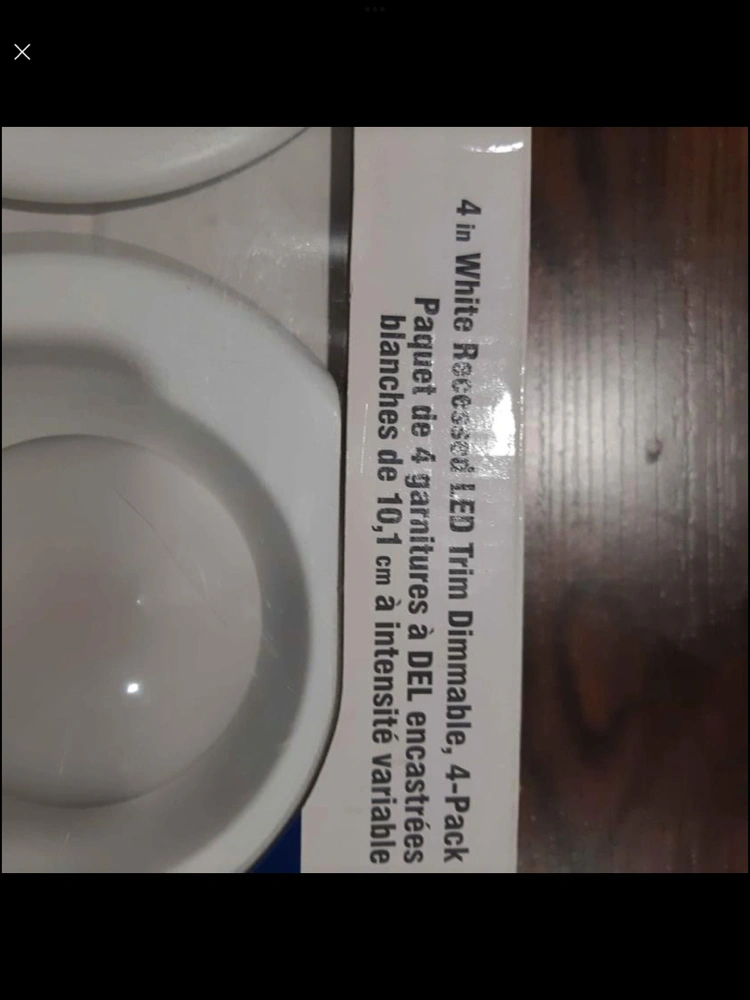 4 in White Recessed LED Trim Dimmable, 4-Pack
Paquet de 4 garnitures à DEL encastrées
blanches de 10,1 cm à intensité variable